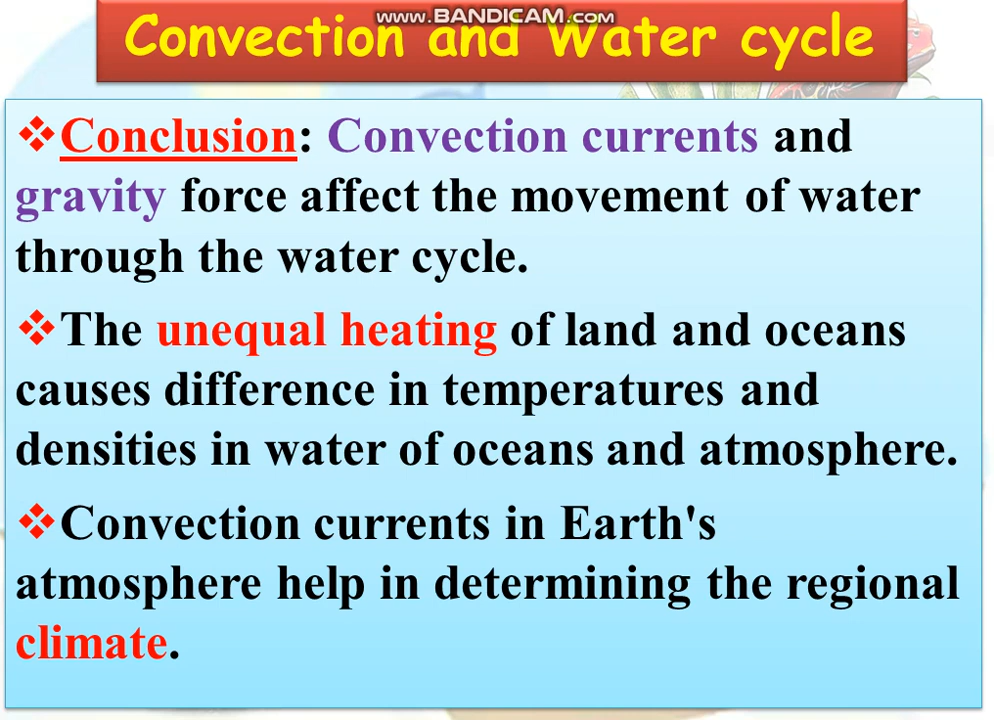 www.BANDICAM.com
Convection and Water cycle
❖Conclusion: Convection currents and
gravity force affect the movement of water
through the water cycle.
❖The unequal heating of land and oceans
causes difference in temperatures and
densities in water of oceans and atmosphere.
❖Convection currents in Earth's
atmosphere help in determining the regional
climate.